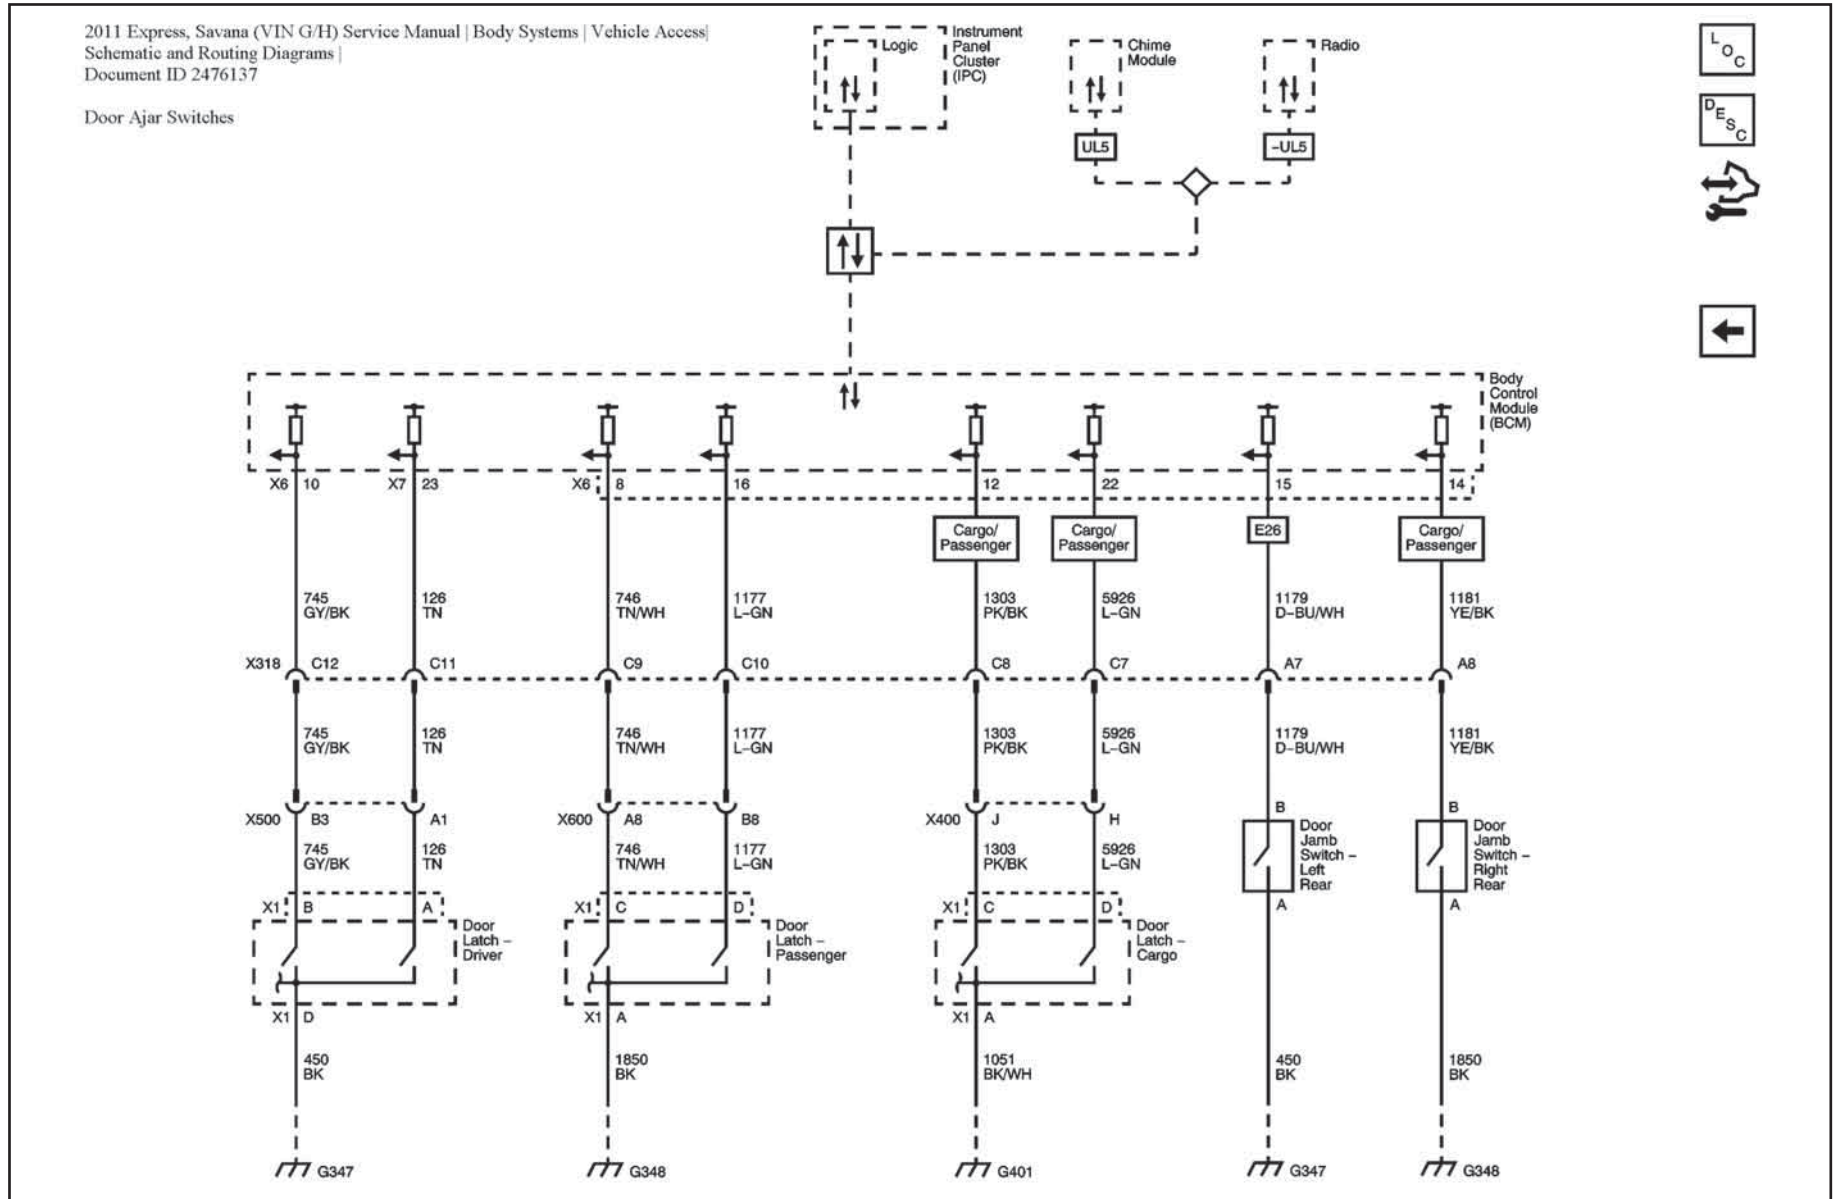 2011 Express, Savana (VIN G/H) Service Manual | Body Systems | Vehicle Access|
Schematic and Routing Diagrams |
Document ID 2476137
Door Ajar Switches
Logic
Instrument
Panel
Cluster
(IPC)
Chime
Module
Radio
LOC
DESC
UL5
-UL5
Body
Control
Module
(BCM)
X6 10 X7 23 X6 8 16 12 22 15 14
Cargo/
Passenger
Cargo/
Passenger
E26
Cargo/
Passenger
745 126 746 1177 1303 5926 1179 1181
GY/BK TN TN/WH L-GN PK/BK L-GN D-BU/WH YE/BK
X318 C12 C11 C9 C10 C8 C7 A7 A8
745 126 746 1177 1303 5926 1179 1181
GY/BK TN TN/WH L-GN PK/BK L-GN D-BU/WH YE/BK
X500 B3 A1 X600 A8 B8 X400 J H B B
745 126 746 1177 1303 5926
GY/BK TN TN/WH L-GN PK/BK L-GN
Door
Jamb
Switch -
Left
Rear
Door
Jamb
Switch -
Right
Rear
X1 B A X1 C D X1 C D A A
Door
Latch -
Driver
Door
Latch -
Passenger
Door
Latch -
Cargo
X1 D X1 A X1 A
450 1850 1051 450 1850
BK BK BK/WH BK BK
G347 G348 G401 G347 G348